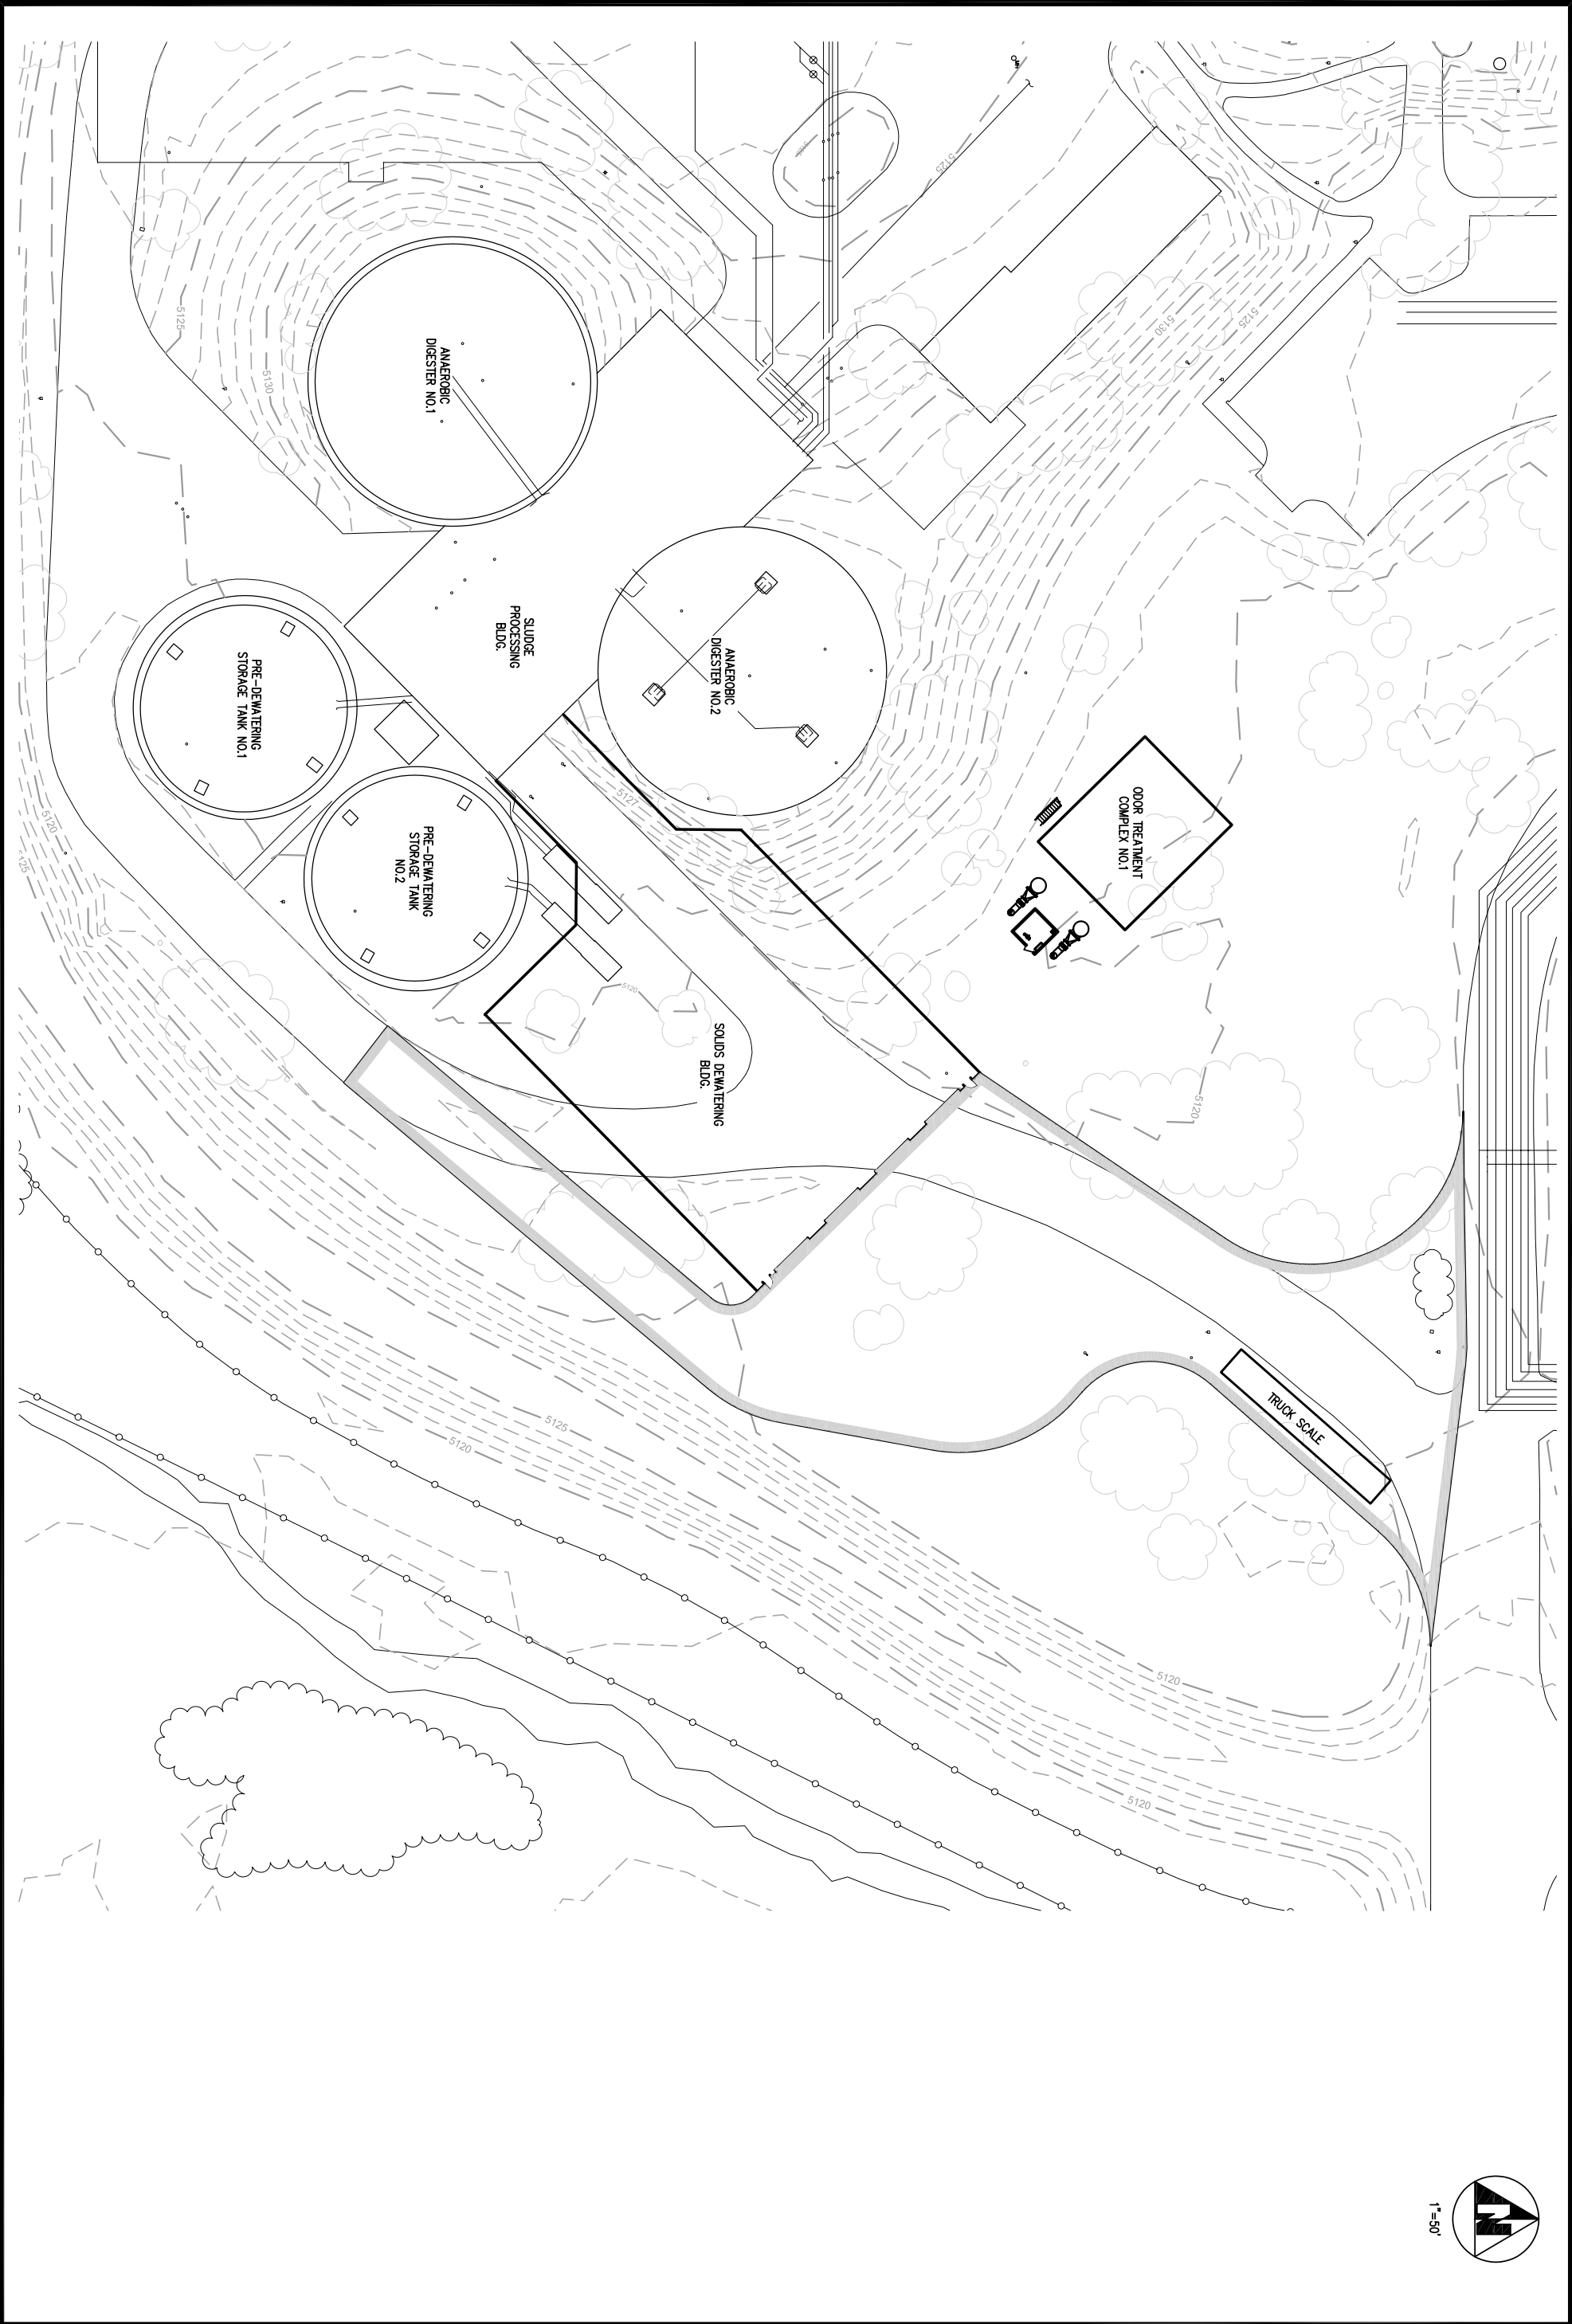 ANAEROBIC
DIGESTER NO.1
SLUDGE
PROCESSING
BLDG.
ANAEROBIC
DIGESTER NO.2
PRE-DEWATERING
STORAGE TANK NO.1
PRE-DEWATERING
STORAGE TANK
NO.2
ODOR TREATMENT
COMPLEX NO.1
SOLIDS DEWATERING
BLDG.
TRUCK SCALE
5125
5130
5125
5130
5125
5127
5120
5125
5120
5120
5125
5120
5120
5120
1"=50'
N